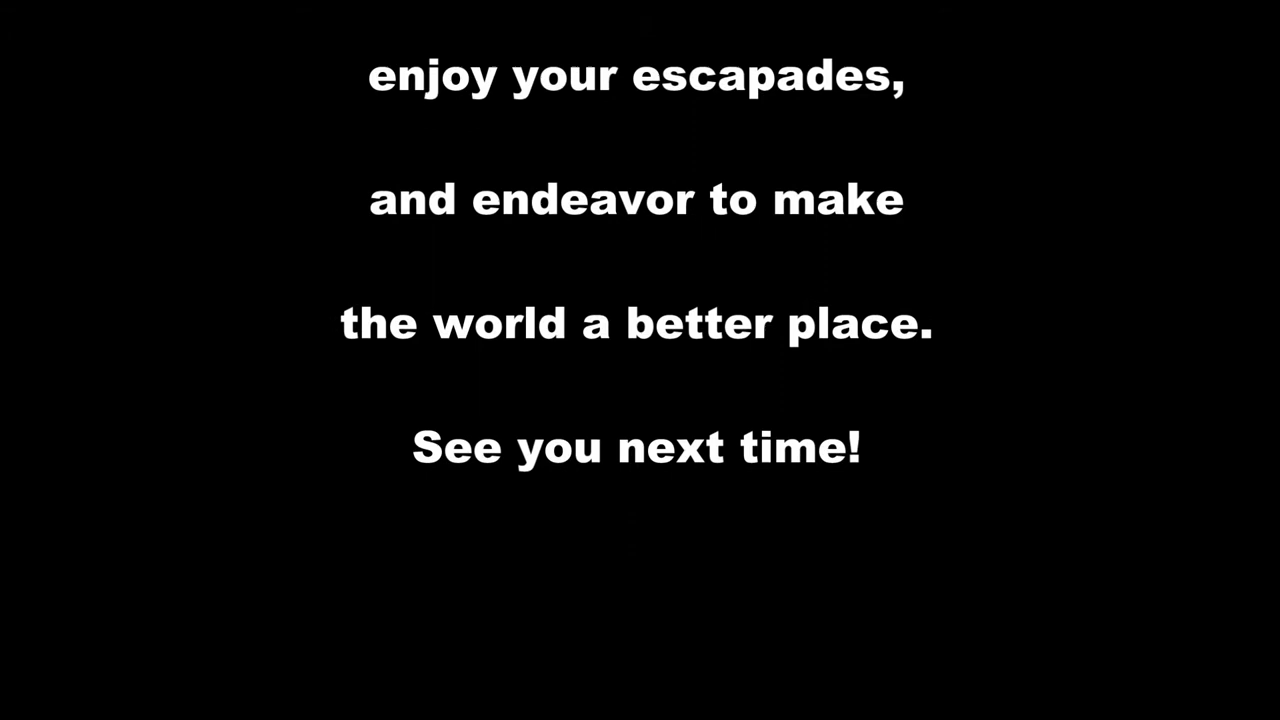 enjoy your escapades,
and endeavor to make
the world a better place.
See you next time!